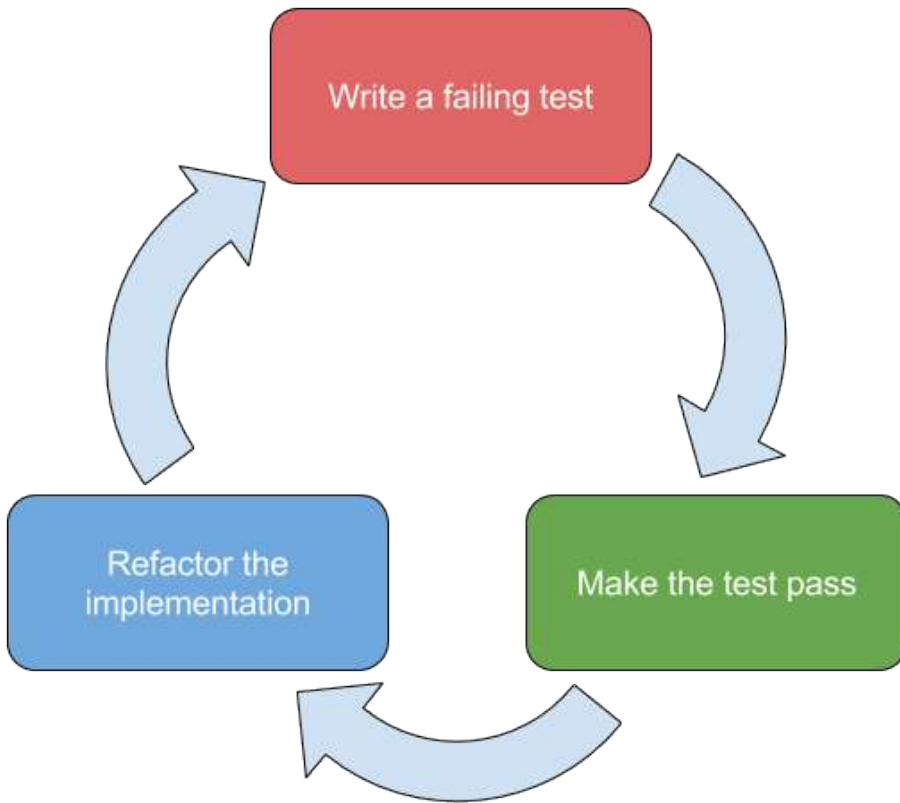 Write a failing test
Refactor the
implementation
Make the test pass